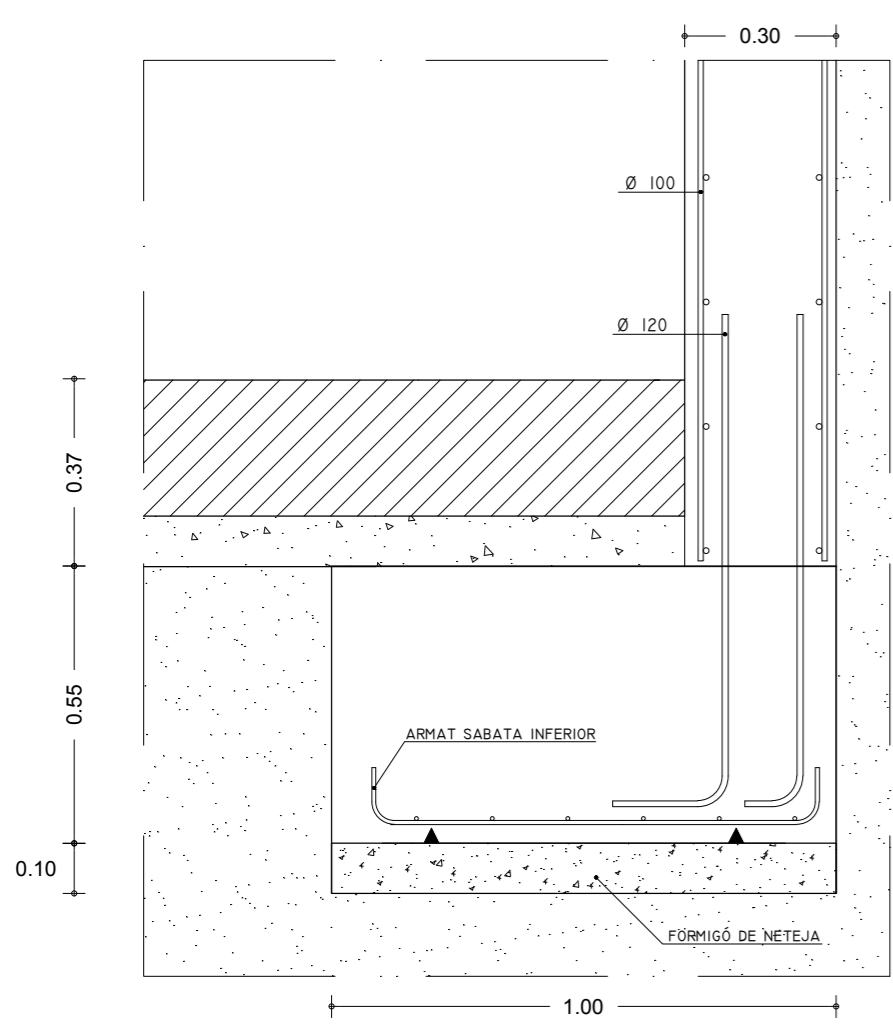 0.30
Ø 100
Ø 120
0.37
0.55
ARMAT SABATA INFERIOR
0.10
FORMIGÓ DE NETEJA
1.00